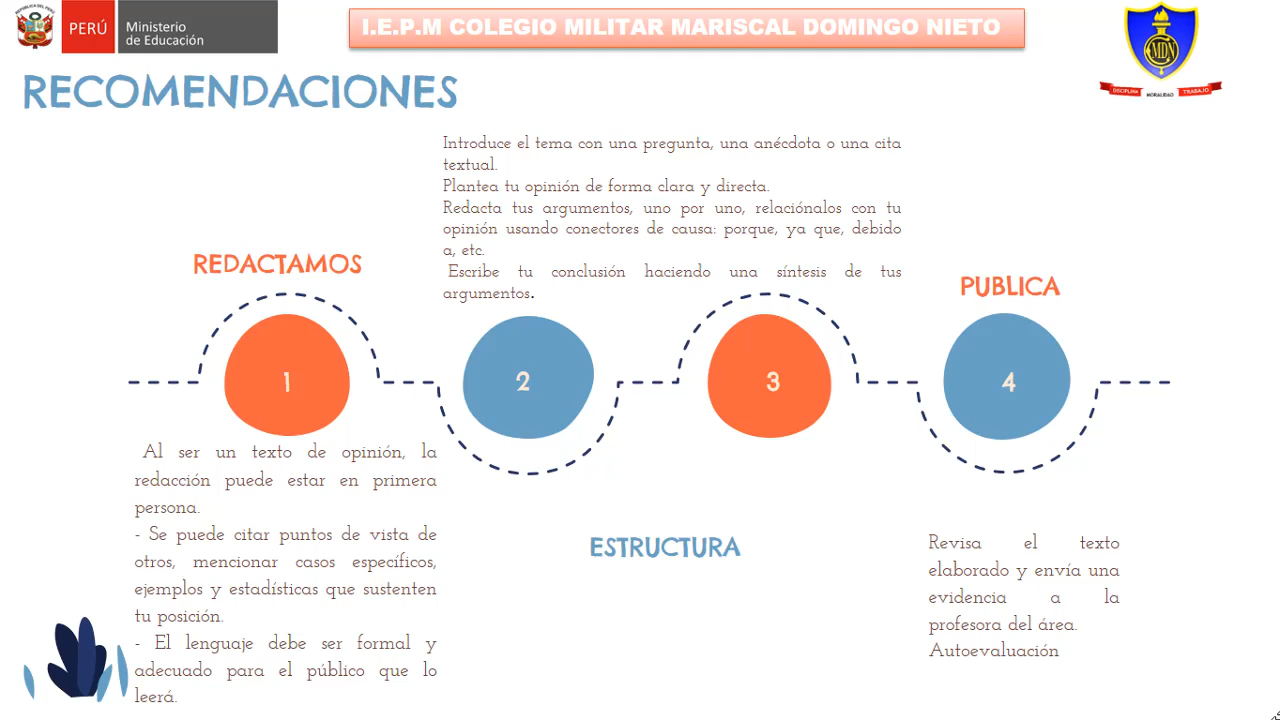 PERÚ
Ministerio
de Educación
I.E.P.M COLEGIO MILITAR MARISCAL DOMINGO NIETO
CMDN
DISCIPLINA
MORALIDAD
TRABAJO
RECOMENDACIONES
Introduce el tema con una pregunta, una anécdota o una cita
textual.
Plantea tu opinión de forma clara y directa.
Redacta tus argumentos, uno por uno, relaciónalos con tu
opinión usando conectores de causa: porque, ya que, debido
a, etc.
Escribe tu conclusión haciendo una síntesis de tus
argumentos.
REDACTAMOS
PUBLICA
1
2
3
4
Al ser un texto de opinión, la
redacción puede estar en primera
persona.
- Se puede citar puntos de vista de
otros, mencionar casos específicos,
ejemplos y estadísticas que sustenten
tu posición.
- El lenguaje debe ser formal y
adecuado para el público que lo
leerá.
ESTRUCTURA
Revisa el texto
elaborado y envía una
evidencia a la
profesora del área.
Autoevaluación